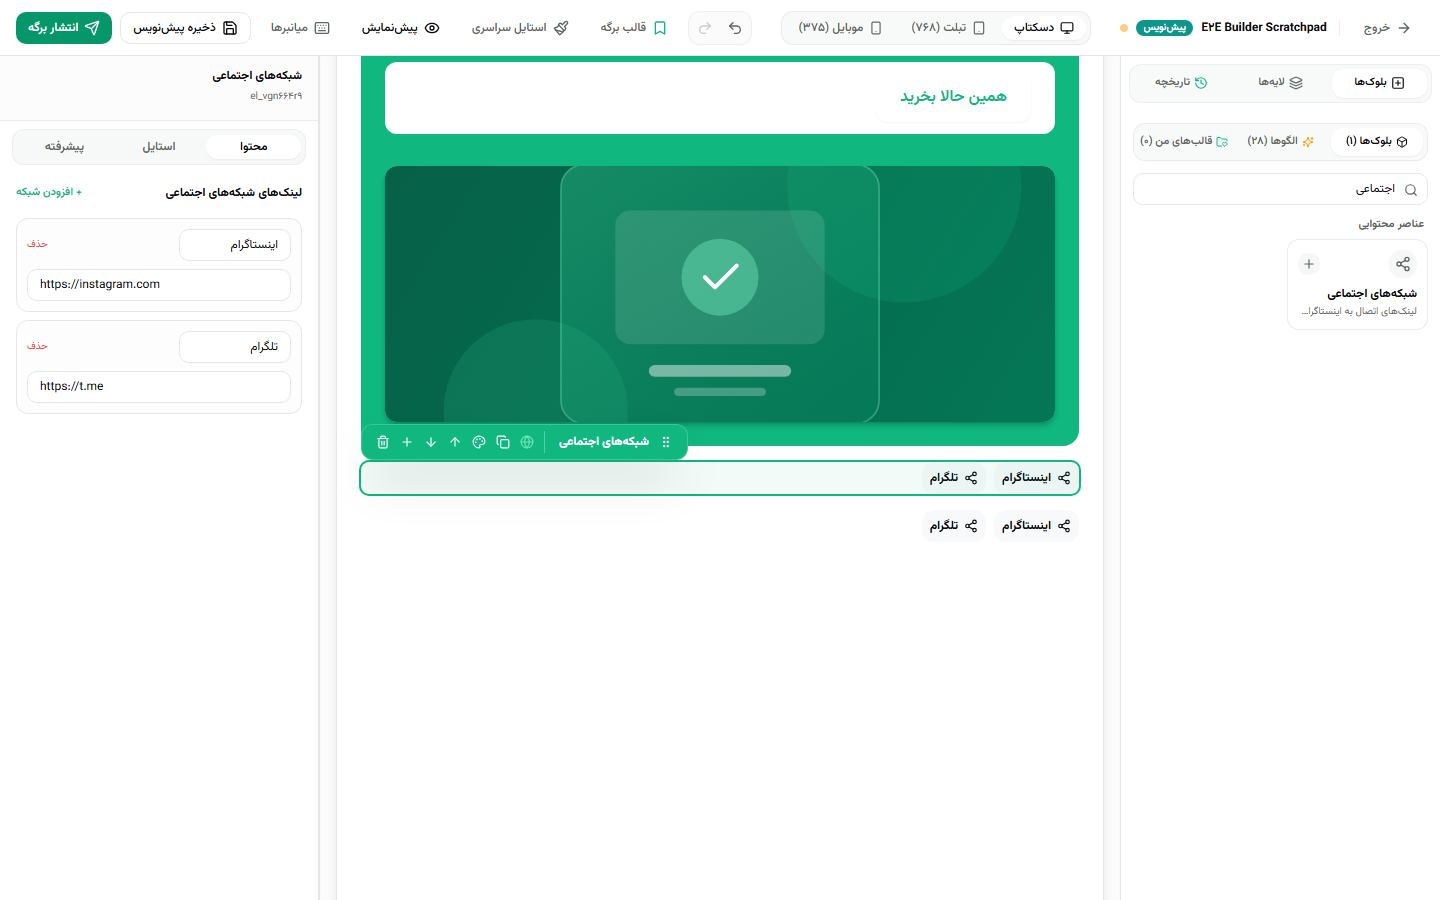 خروج
E2E Builder Scratchpad
پیش‌نویس
دسکتاپ
تبلت (۷۶۸)
موبایل (۳۷۵)
قالب برگه
استایل سراسری
پیش‌نمایش
میانبرها
ذخیره پیش‌نویس
انتشار برگه
بلوک‌ها
لایه‌ها
تاریخچه
بلوک‌ها (۱)
الگوها (۲۸)
قالب‌های من (۰)
اجتماعی
عناصر محتوایی
شبکه‌های اجتماعی
لینک‌های اتصال به اینستاگرا...
همین حالا بخرید
شبکه‌های اجتماعی
اینستاگرام
تلگرام
اینستاگرام
تلگرام
شبکه‌های اجتماعی
el_vgn۶۶۴r۹
محتوا
استایل
پیشرفته
لینک‌های شبکه‌های اجتماعی
+ افزودن شبکه
اینستاگرام
حذف
https://instagram.com
تلگرام
حذف
https://t.me